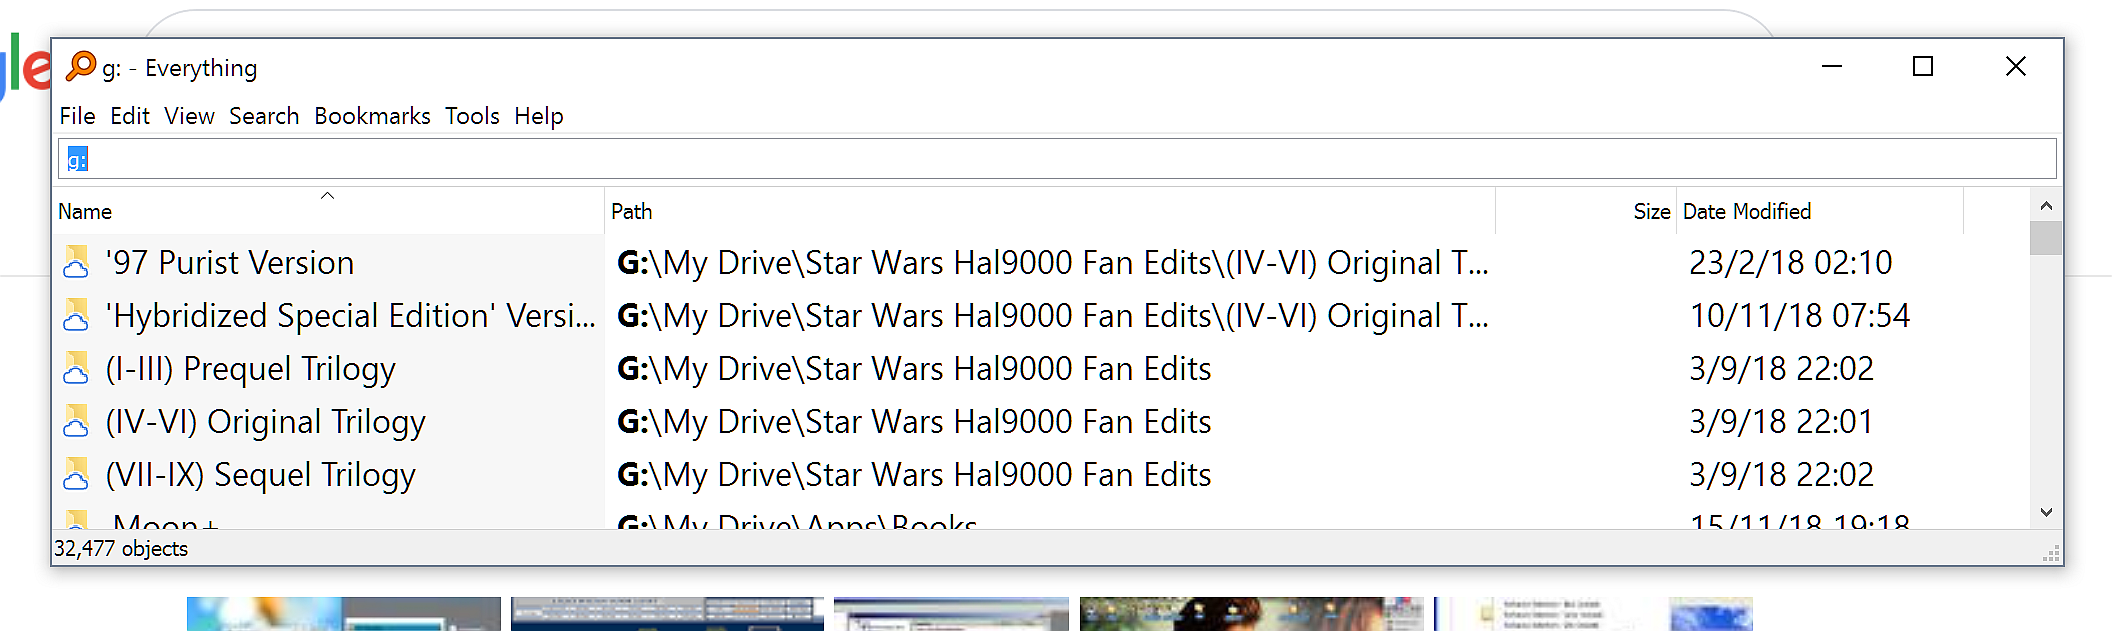 gle
g: - Everything
File Edit View Search Bookmarks Tools Help
g:
Name Path Size Date Modified
'97 Purist Version G:\My Drive\Star Wars Hal9000 Fan Edits\(IV-VI) Original T... 23/2/18 02:10
'Hybridized Special Edition' Versi... G:\My Drive\Star Wars Hal9000 Fan Edits\(IV-VI) Original T... 10/11/18 07:54
(I-III) Prequel Trilogy G:\My Drive\Star Wars Hal9000 Fan Edits 3/9/18 22:02
(IV-VI) Original Trilogy G:\My Drive\Star Wars Hal9000 Fan Edits 3/9/18 22:01
(VII-IX) Sequel Trilogy G:\My Drive\Star Wars Hal9000 Fan Edits 3/9/18 22:02
Moon+ G:\My Drive\Apps\Books 15/11/18 19:18
32,477 objects